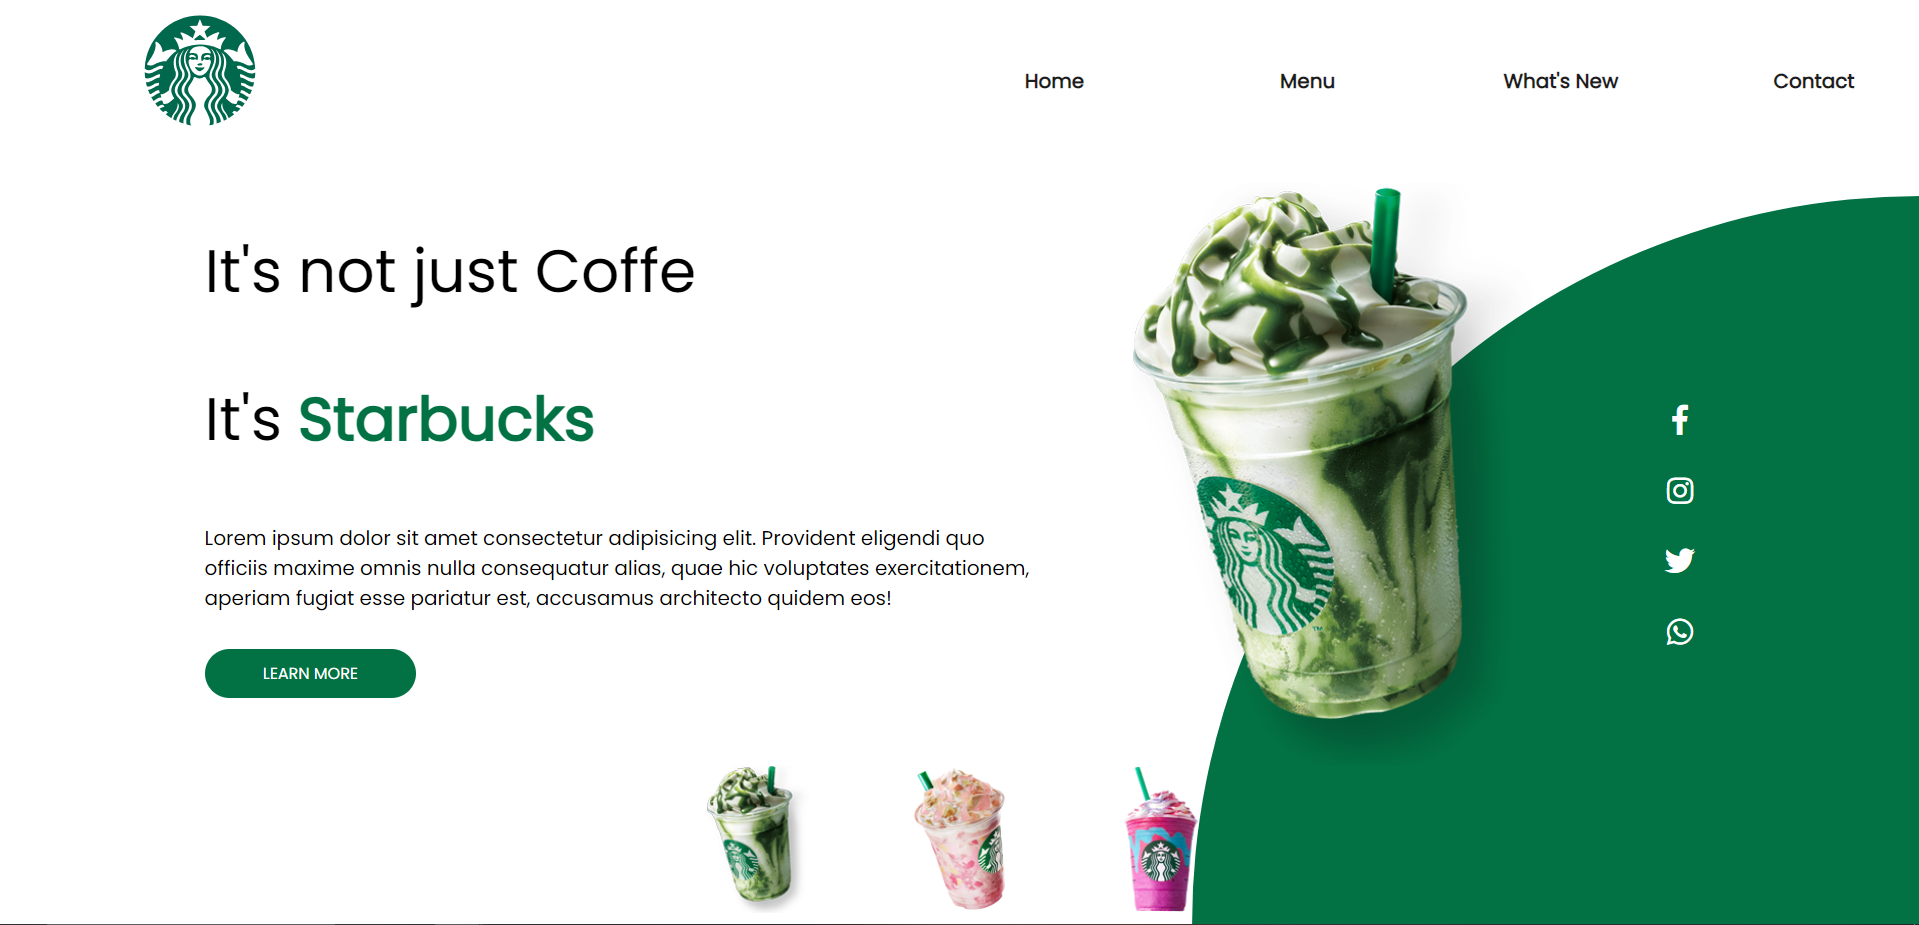 Home Menu What's New Contact
It's not just Coffe
It's Starbucks
Lorem ipsum dolor sit amet consectetur adipisicing elit. Provident eligendi quo
officiis maxime omnis nulla consequatur alias, quae hic voluptates exercitationem,
aperiam fugiat esse pariatur est, accusamus architecto quidem eos!
LEARN MORE
TM